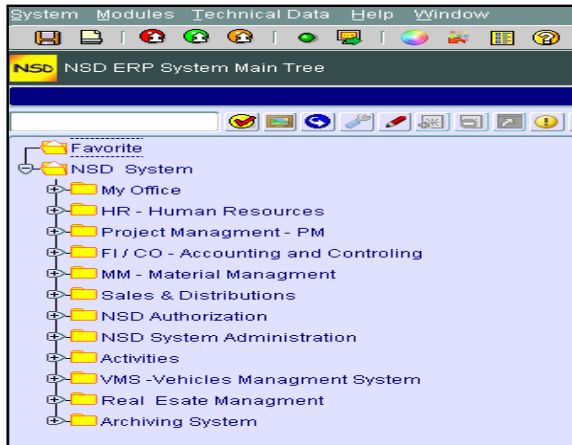 System Modules Technical Data Help Window
NSD NSD ERP System Main Tree
Favorite
NSD System
My Office
HR - Human Resources
Project Managment - PM
FI / CO - Accounting and Controling
MM - Material Managment
Sales & Distributions
NSD Authorization
NSD System Administration
Activities
VMS -Vehicles Managment System
Real Esate Managment
Archiving System